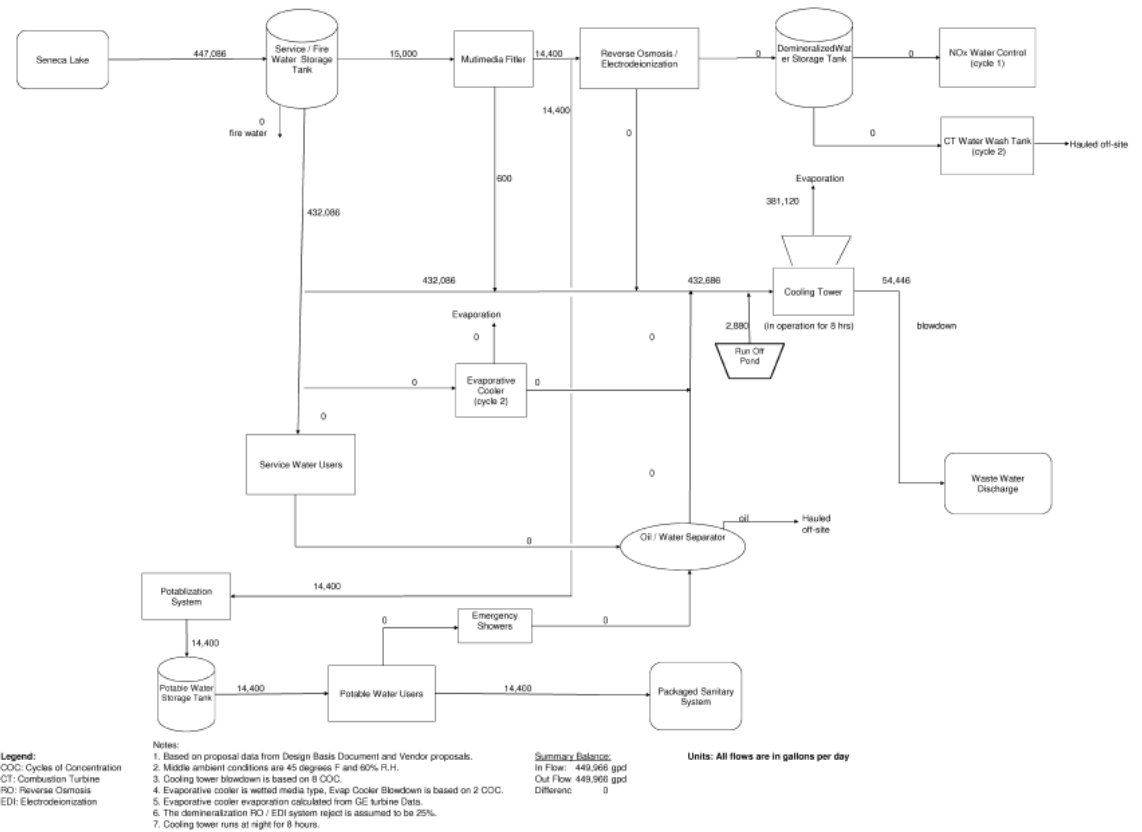 Seneca Lake
447,086
Service / Fire
Water Storage
Tank
15,000
Mutimedia Fitler
14,400
Reverse Osmosis /
Electrodeionization
0
DemineralizedWat
er Storage Tank
0
NOx Water Control
(cycle 1)
0
fire water
14,400
0
0
CT Water Wash Tank
(cycle 2)
Hauled off-site
600
Evaporation
381,120
432,086
432,086
432,686
Cooling Tower
54,446
Evaporation
0
0
2,880
(in operation for 8 hrs)
blowdown
Run Off
Pond
0
Evaporative
Cooler
(cycle 2)
0
0
Service Water Users
0
Waste Water
Discharge
oil
Hauled
off-site
0
Oil / Water Separator
Potablization
System
14,400
Emergency
Showers
0
0
14,400
Potable Water
Storage Tank
14,400
Potable Water Users
14,400
Packaged Sanitary
System
Legend:
COC: Cycles of Concentration
CT: Combustion Turbine
RO: Reverse Osmosis
EDI: Electrodeionization
Notes:
1. Based on proposal data from Design Basis Document and Vendor proposals.
2. Middle ambient conditions are 45 degrees F and 60% R.H.
3. Cooling tower blowdown is based on 8 COC.
4. Evaporative cooler is wetted media type, Evap Cooler Blowdown is based on 2 COC.
5. Evaporative cooler evaporation calculated from GE turbine Data.
6. The demineralization RO / EDI system reject is assumed to be 25%.
7. Cooling tower runs at night for 8 hours.
Summary Balance:
In Flow: 449,966 gpd
Out Flow 449,966 gpd
Differenc 0
Units: All flows are in gallons per day